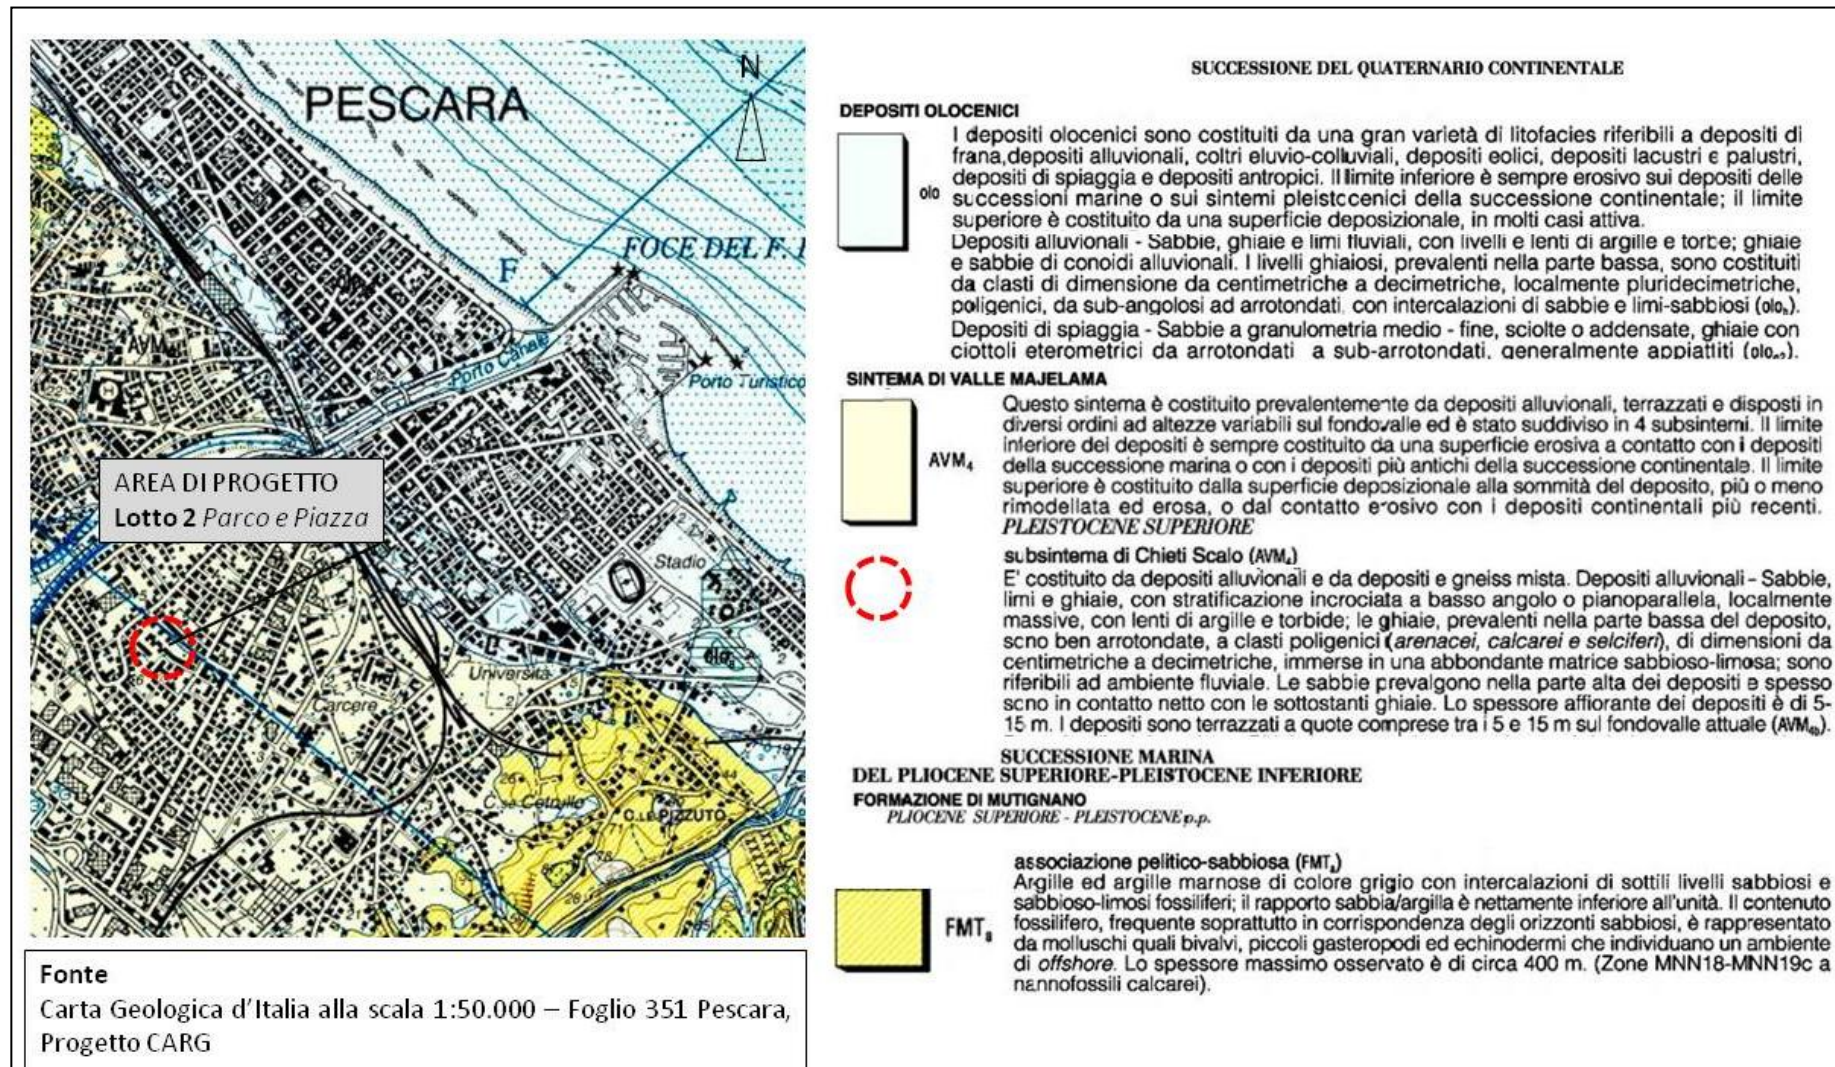 PESCARA
N
FOCE DEL F. P
F
AVM
Porto Canale
Porto Turistico
AREA DI PROGETTO
Lotto 2 Parco e Piazza
Stadio
Università
Carcere
C.se Cetrullo
C.LE PIZZUTO
Fonte
Carta Geologica d'Italia alla scala 1:50.000 – Foglio 351 Pescara,
Progetto CARG
SUCCESSIONE DEL QUATERNARIO CONTINENTALE
DEPOSITI OLOCENICI
olo
I depositi olocenici sono costituiti da una gran varietà di litofacies riferibili a depositi di
frana,depositi alluvionali, coltri eluvio-colluviali, depositi eolici, depositi lacustri e palustri,
depositi di spiaggia e depositi antropici. Il limite inferiore è sempre erosivo sui depositi delle
successioni marine o sui sintemi pleistocenici della successione continentale; il limite
superiore è costituito da una superficie deposizionale, in molti casi attiva.
Depositi alluvionali - Sabbie, ghiaie e limi fluviali, con livelli e lenti di argille e torbe; ghiaie
e sabbie di conoidi alluvionali. I livelli ghiaiosi, prevalenti nella parte bassa, sono costituiti
da clasti di dimensione da centimetriche a decimetriche, localmente pluridecimetriche,
poligenici, da sub-angolosi ad arrotondati, con intercalazioni di sabbie e limi-sabbiosi (olo).
Depositi di spiaggia - Sabbie a granulometria medio - fine, sciolte o addensate, ghiaie con
ciottoli eterometrici da arrotondati a sub-arrotondati, generalmente appiattiti (olo).
SINTEMA DI VALLE MAJELAMA
AVM4
Questo sintema è costituito prevalentemente da depositi alluvionali, terrazzati e disposti in
diversi ordini ad altezze variabili sul fondovalle ed è stato suddiviso in 4 subsintemi. Il limite
inferiore dei depositi è sempre costituito da una superficie erosiva a contatto con i depositi
della successione marina o con i depositi più antichi della successione continentale. Il limite
superiore è costituito dalla superficie deposizionale alla sommità del deposito, più o meno
rimodellata ed erosa, o dal contatto erosivo con i depositi continentali più recenti.
PLEISTOCENE SUPERIORE
subsintema di Chieti Scalo (AVM4)
E' costituito da depositi alluvionali e da depositi e gneiss mista. Depositi alluvionali – Sabbie,
limi e ghiaie, con stratificazione incrociata a basso angolo o pianoparallela, localmente
massive, con lenti di argille e torbide; le ghiaie, prevalenti nella parte bassa del deposito,
sono ben arrotondate, a clasti poligenici (arenacei, calcarei e selciferi), di dimensioni da
centimetriche a decimetriche, immerse in una abbondante matrice sabbioso-limosa; sono
riferibili ad ambiente fluviale. Le sabbie prevalgono nella parte alta dei depositi e spesso
sono in contatto netto con le sottostanti ghiaie. Lo spessore affiorante dei depositi è di 5-
15 m. I depositi sono terrazzati a quote comprese tra i 5 e 15 m sul fondovalle attuale (AVM4b).
SUCCESSIONE MARINA
DEL PLIOCENE SUPERIORE-PLEISTOCENE INFERIORE
FORMAZIONE DI MUTIGNANO
PLIOCENE SUPERIORE - PLEISTOCENE p.p.
associazione pelitico-sabbiosa (FMTa)
FMTa
Argille ed argille marnose di colore grigio con intercalazioni di sottili livelli sabbiosi e
sabbioso-limosi fossiliferi; il rapporto sabbia/argilla è nettamente inferiore all'unità. Il contenuto
fossilifero, frequente soprattutto in corrispondenza degli orizzonti sabbiosi, è rappresentato
da molluschi quali bivalvi, piccoli gasteropodi ed echinodermi che individuano un ambiente
di offshore. Lo spessore massimo osservato è di circa 400 m. (Zone MNN18-MNN19c a
nannofossili calcarei).